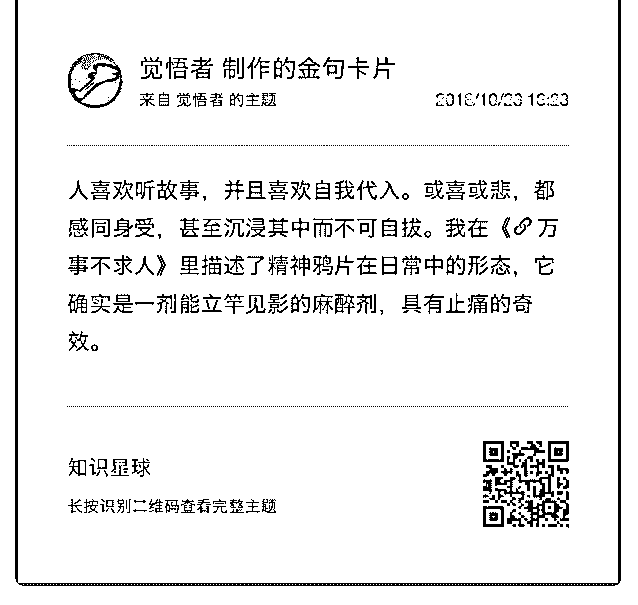 觉悟者 制作的金句卡片
来自 觉悟者 的主题
2018/10/23 13:23
人喜欢听故事，并且喜欢自我代入。或喜或悲，都
感同身受，甚至沉浸其中而不可自拔。我在《万
事不求人》里描述了精神鸦片在日常中的形态，它
确实是一剂能立竿见影的麻醉剂，具有止痛的奇
效。
知识星球
长按识别二维码查看完整主题